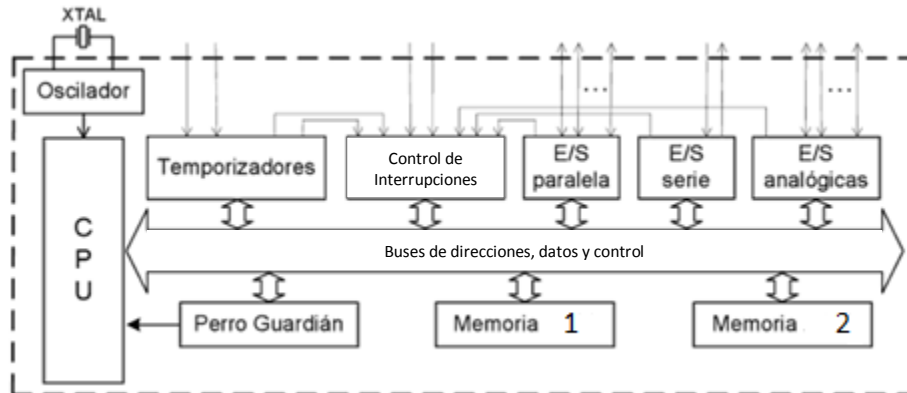 XTAL
Oscilador
C
P
U
Temporizadores
Control de
Interrupciones
E/S
paralela
E/S
serie
E/S
analógicas
Buses de direcciones, datos y control
Perro Guardián
Memoria 1
Memoria 2